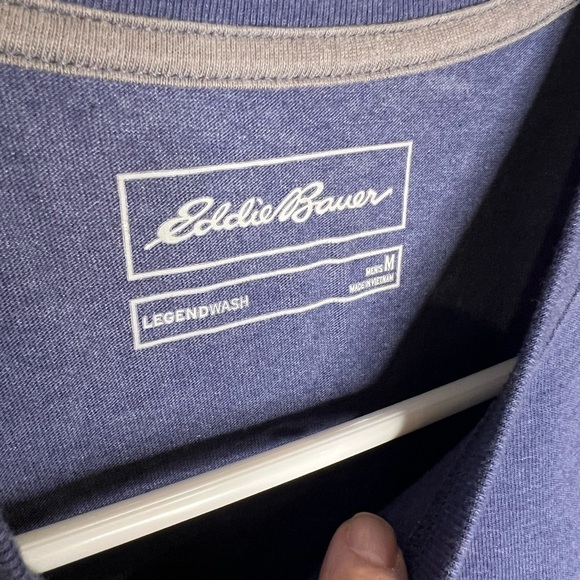 Eddie Bauer
LEGENDWASH
MENS M
MADE IN VIETNAM